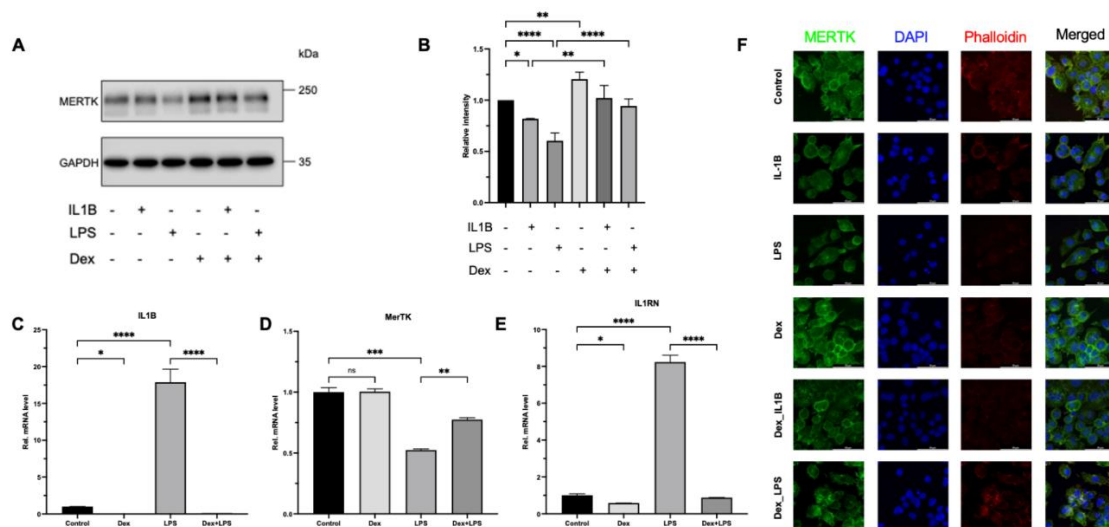 A
kDa
MERTK
250
GAPDH
35
IL1B - + - - + -
LPS - - + - - +
Dex - - - + + +
B
**
**** ****
* **
Relative intensity
1.5
1.0
0.5
0.0
IL1B - + - - + -
LPS - - + - - +
Dex - - - + + +
C
IL1B
****
* ****
Rel. mRNA level
25
20
15
10
5
0
Control Dex LPS Dex+LPS
D
MerTK
***
ns **
Rel. mRNA level
1.5
1.0
0.5
0.0
Control Dex LPS Dex+LPS
E
IL1RN
****
* ****
Rel. mRNA level
10
8
6
4
2
0
Control Dex LPS Dex+LPS
F
MERTK DAPI Phalloidin Merged
Control
IL-1B
LPS
Dex
Dex_IL1B
Dex_LPS